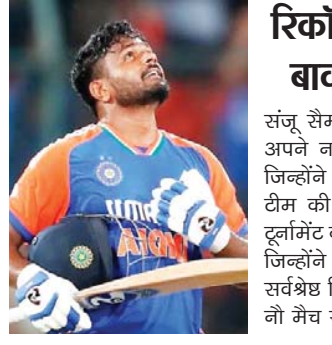 रिकॉ
बाव
संजू सैम
अपने न
जिन्होंने
टीम की
टूर्नामेंट व
जिन्होंने
सर्वश्रेष्ठ
नौ मैच